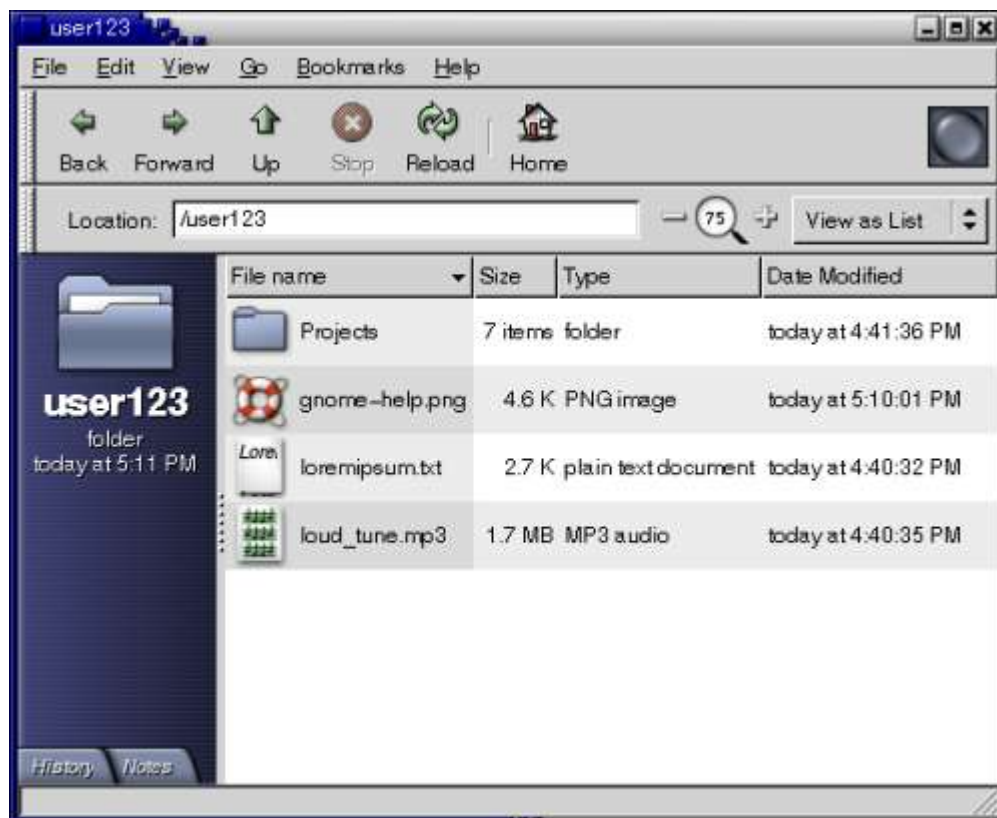 user123
File Edit View Go Bookmarks Help
Back Forward Up Stop Reload Home
Location: /user123 75 View as List
File name Size Type Date Modified
Projects 7 items folder today at 4:41:36 PM
gnome-help.png 4.6 K PNG image today at 5:10:01 PM
loremipsum.txt 2.7 K plain text document today at 4:40:32 PM
loud_tune.mp3 1.7 MB MP3 audio today at 4:40:35 PM
user123
folder
today at 5:11 PM
Lore
History Notes